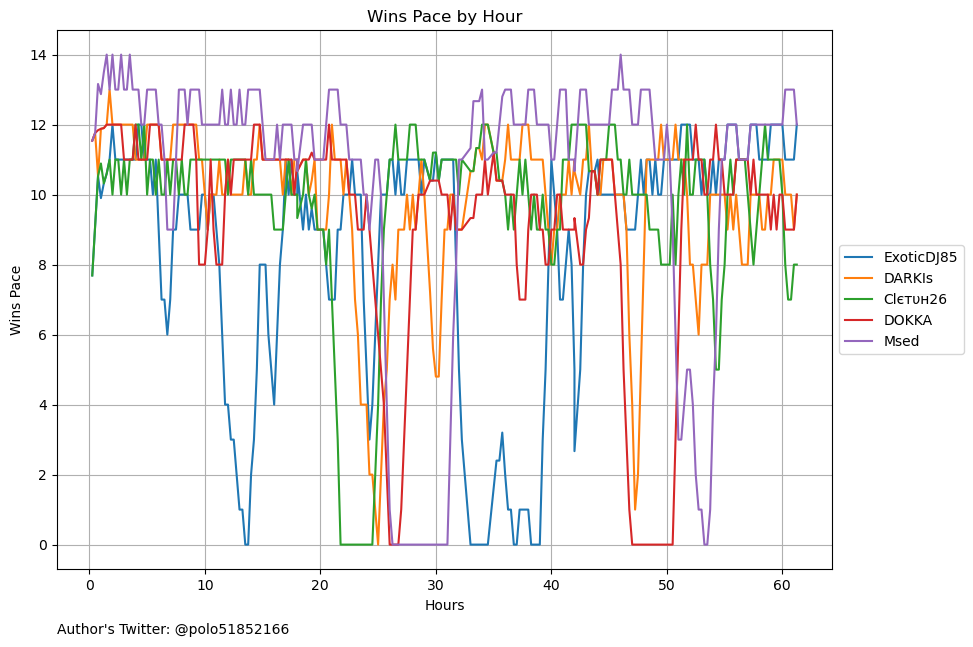 Wins Pace by Hour
14
12
10
8
6
4
2
0
Wins Pace
0 10 20 30 40 50 60
Hours
ExoticDJ85
DARKIs
Clєтυн26
DOKKA
Msed
Author's Twitter: @polo51852166